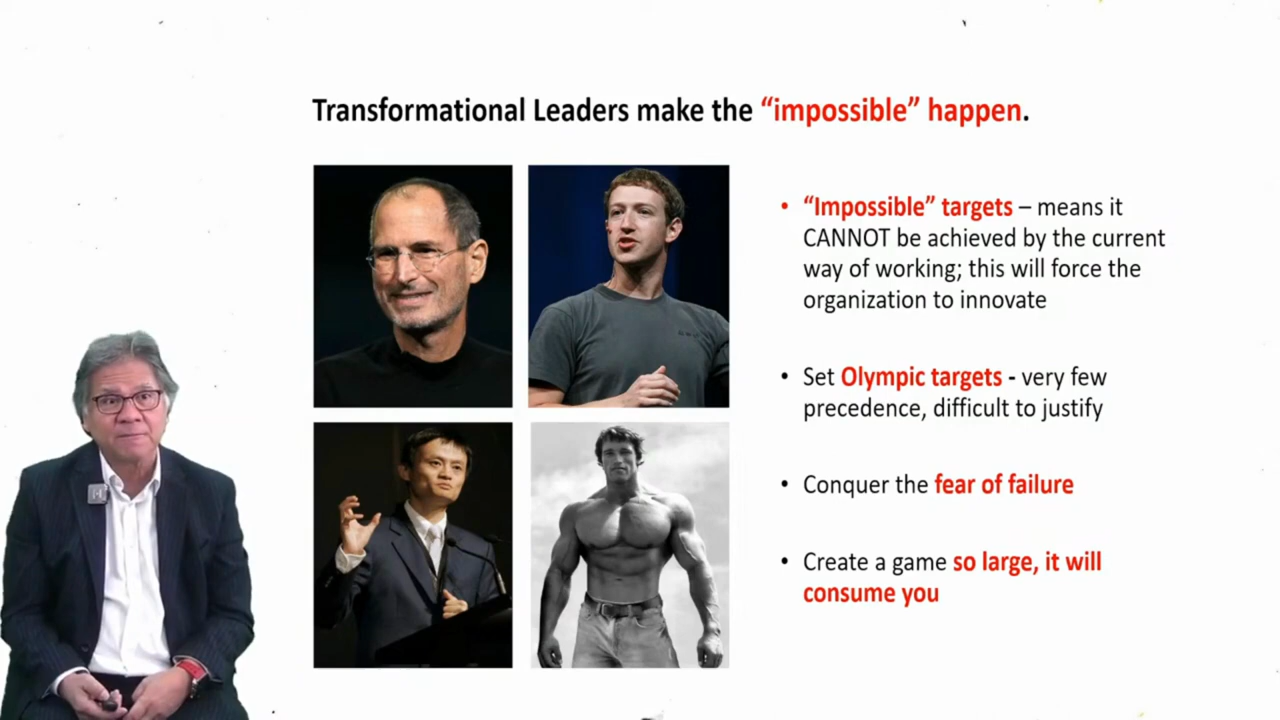 Transformational Leaders make the “impossible” happen.
• “Impossible” targets – means it
CANNOT be achieved by the current
way of working; this will force the
organization to innovate
• Set Olympic targets - very few
precedence, difficult to justify
• Conquer the fear of failure
• Create a game so large, it will
consume you